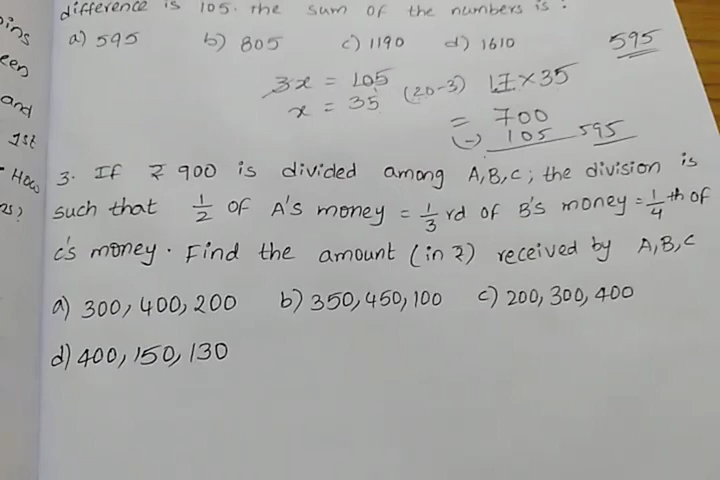 difference is 105. The sum of the numbers is ?
a) 595 b) 805 c) 1190 d) 1610
595
3x = 105 (20-3) 17 × 35
x = 35
= 700
(-) 105 595
3. If ₹ 900 is divided among A, B, C; the division is
such that 1/2 of A's money = 1/3 rd of B's money = 1/4 th of
c's money. Find the amount (in ₹) received by A, B, C
a) 300, 400, 200 b) 350, 450, 100 c) 200, 300, 400
d) 400, 150, 130
and
1st